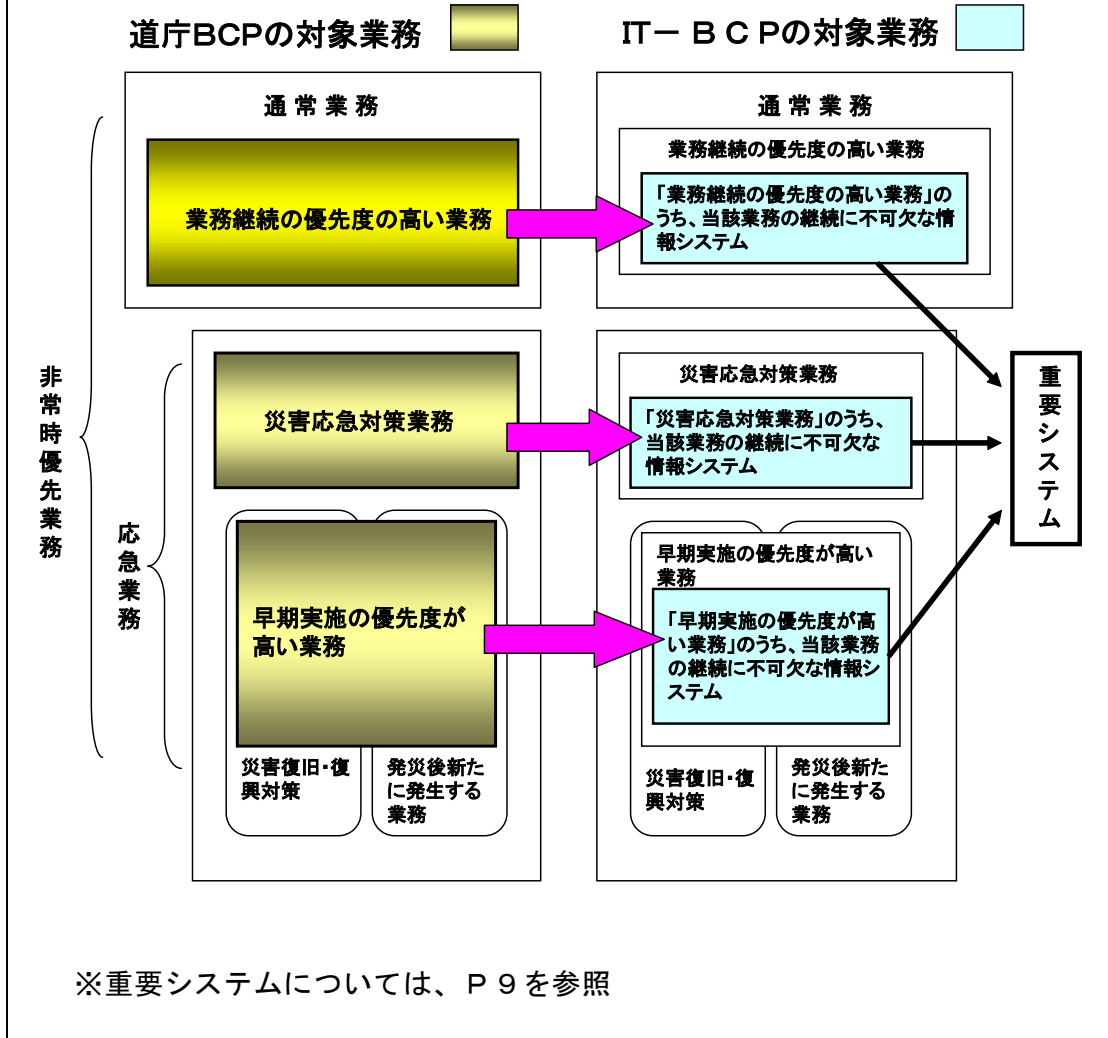 道庁BCPの対象業務
IT－ＢＣＰの対象業務
通常業務
業務継続の優先度の高い業務
通常業務
業務継続の優先度の高い業務
「業務継続の優先度の高い業務」の
うち、当該業務の継続に不可欠な情
報システム
非常時優先業務
応急業務
災害応急対策業務
災害応急対策業務
「災害応急対策業務」のうち、
当該業務の継続に不可欠な
情報システム
重要システム
早期実施の優先度が
高い業務
災害復旧・復
興対策
発災後新た
に発生する
業務
早期実施の優先度が高い
業務
「早期実施の優先度が高
い業務」のうち、当該業務
の継続に不可欠な情報シ
ステム
災害復旧・復
興対策
発災後新た
に発生する
業務
※重要システムについては、Ｐ９を参照